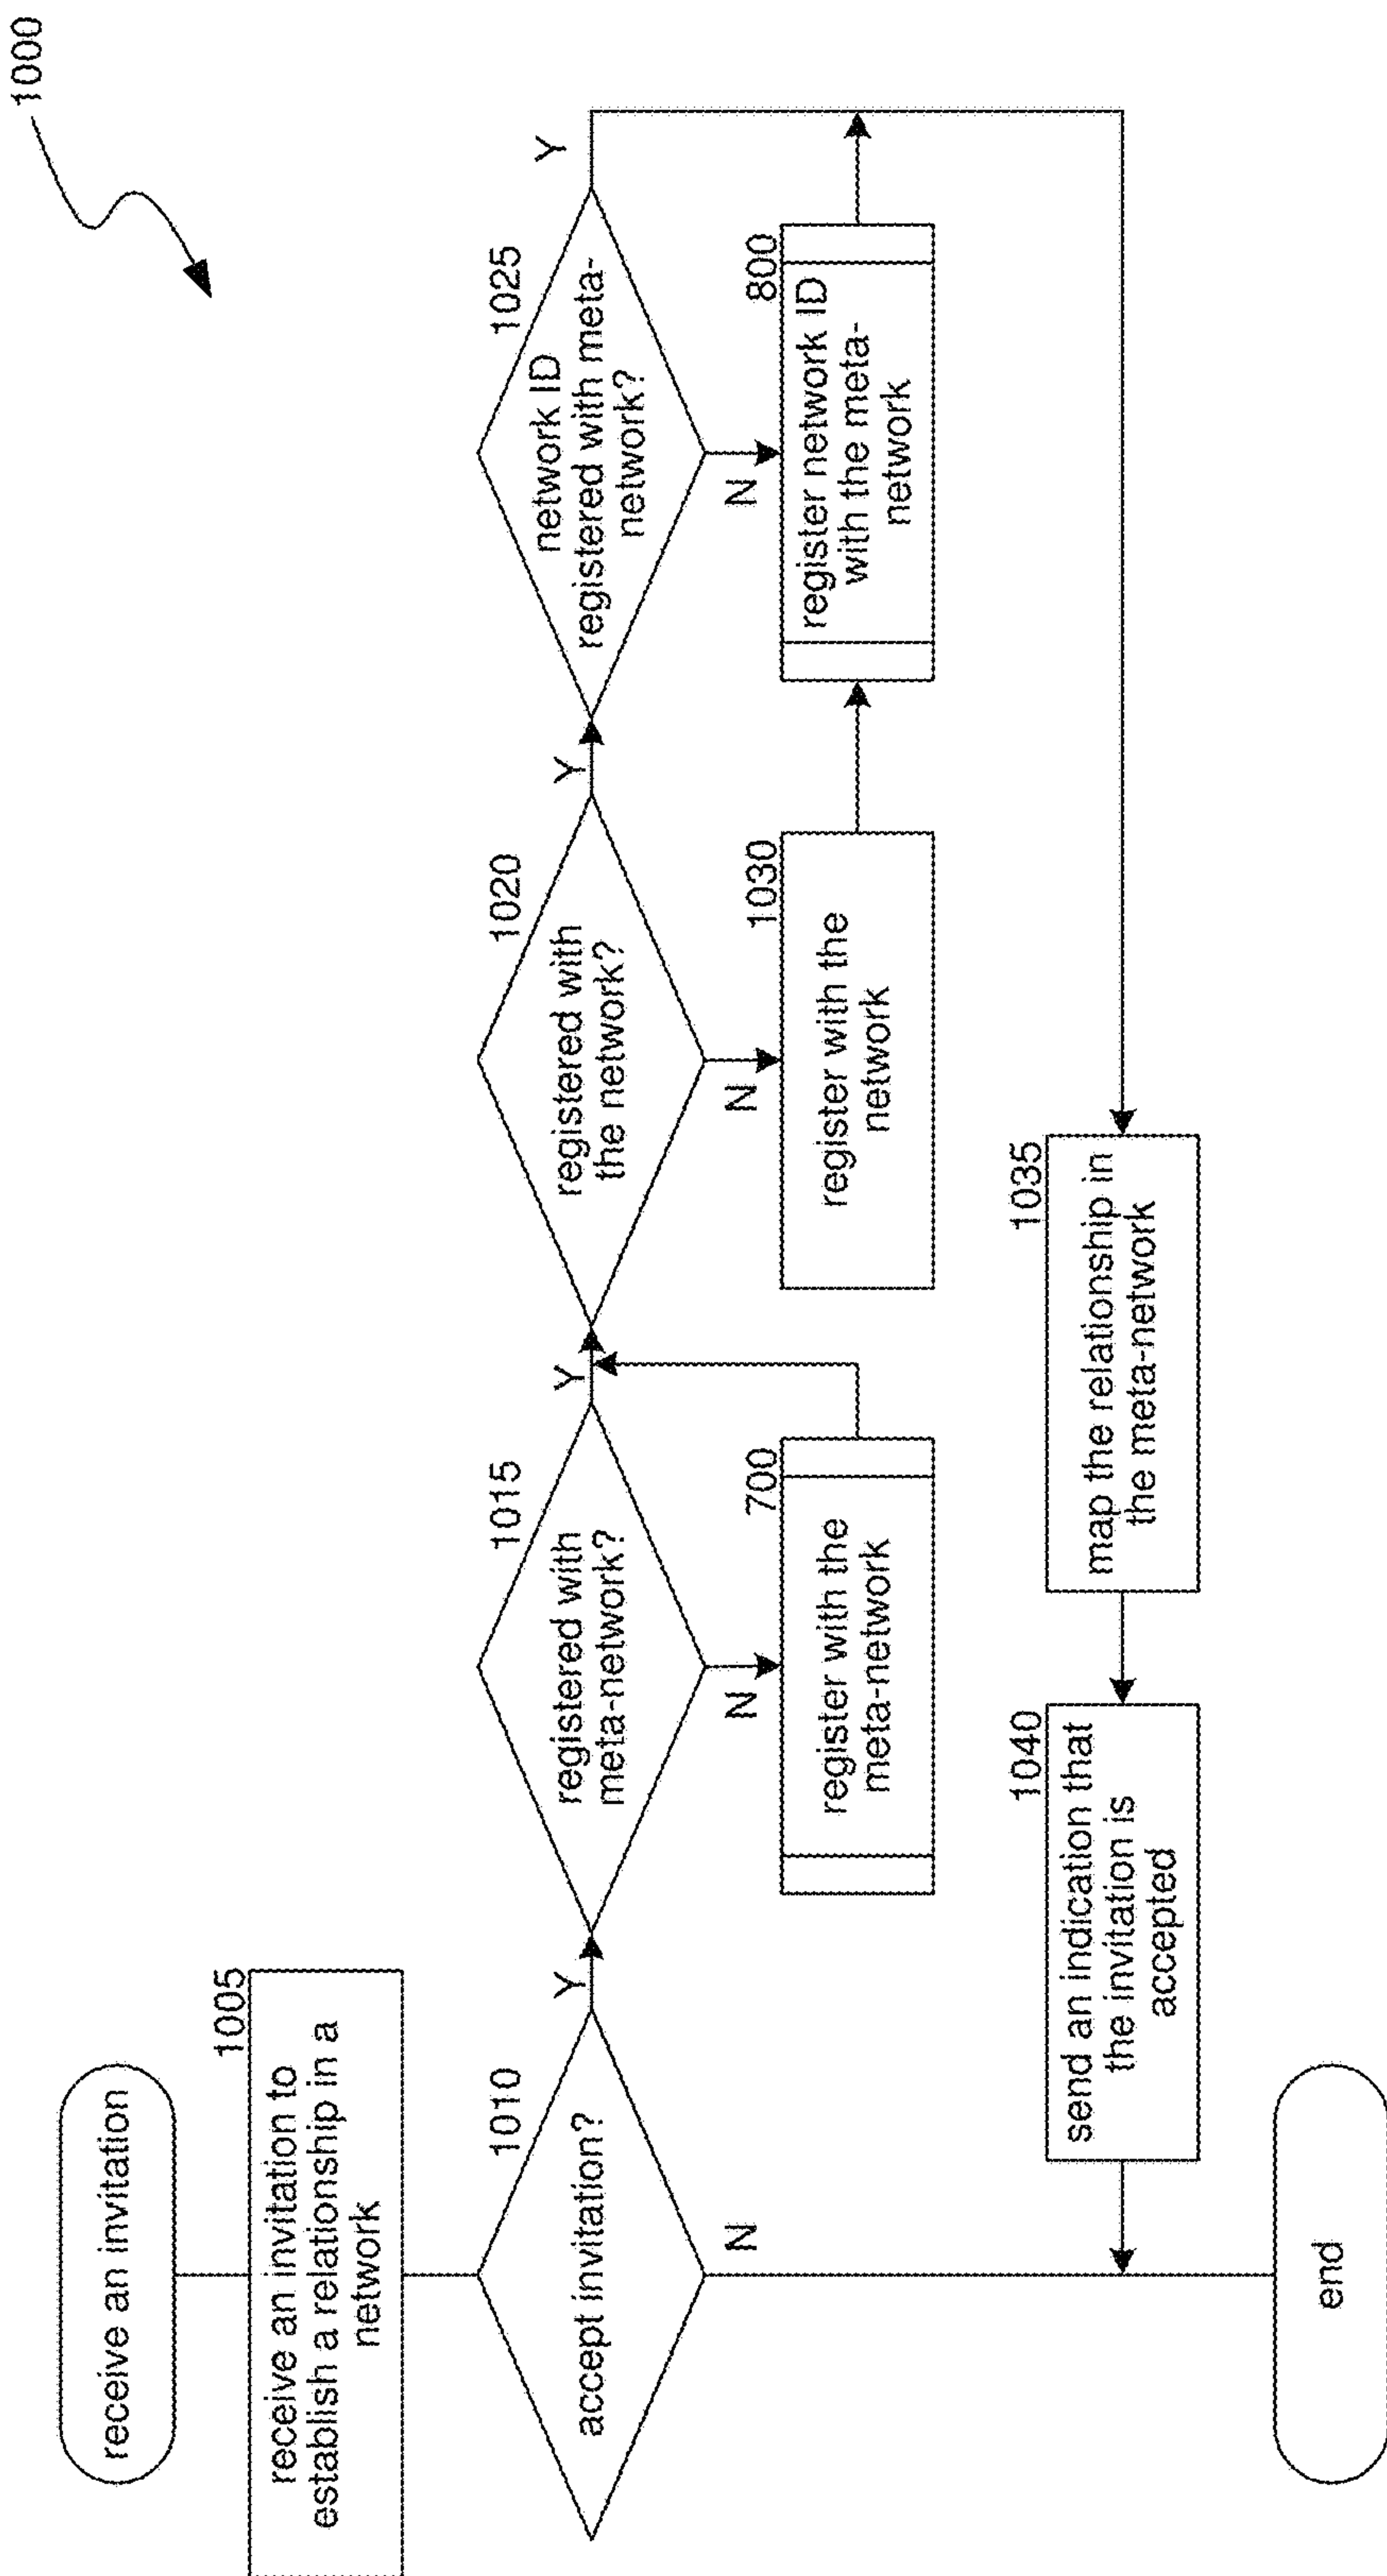 1000
receive an invitation
1005
receive an invitation to
establish a relationship in a
network
1010
accept invitation?
Y
N
1015
registered with
meta-network?
Y
N
700
register with the
meta-network
1020
registered with
the network?
Y
N
1030
register with the
network
1025
network ID
registered with meta-
network?
Y
N
800
register network ID
with the meta-
network
1035
map the relationship in
the meta-network
1040
send an indication that
the invitation is
accepted
end